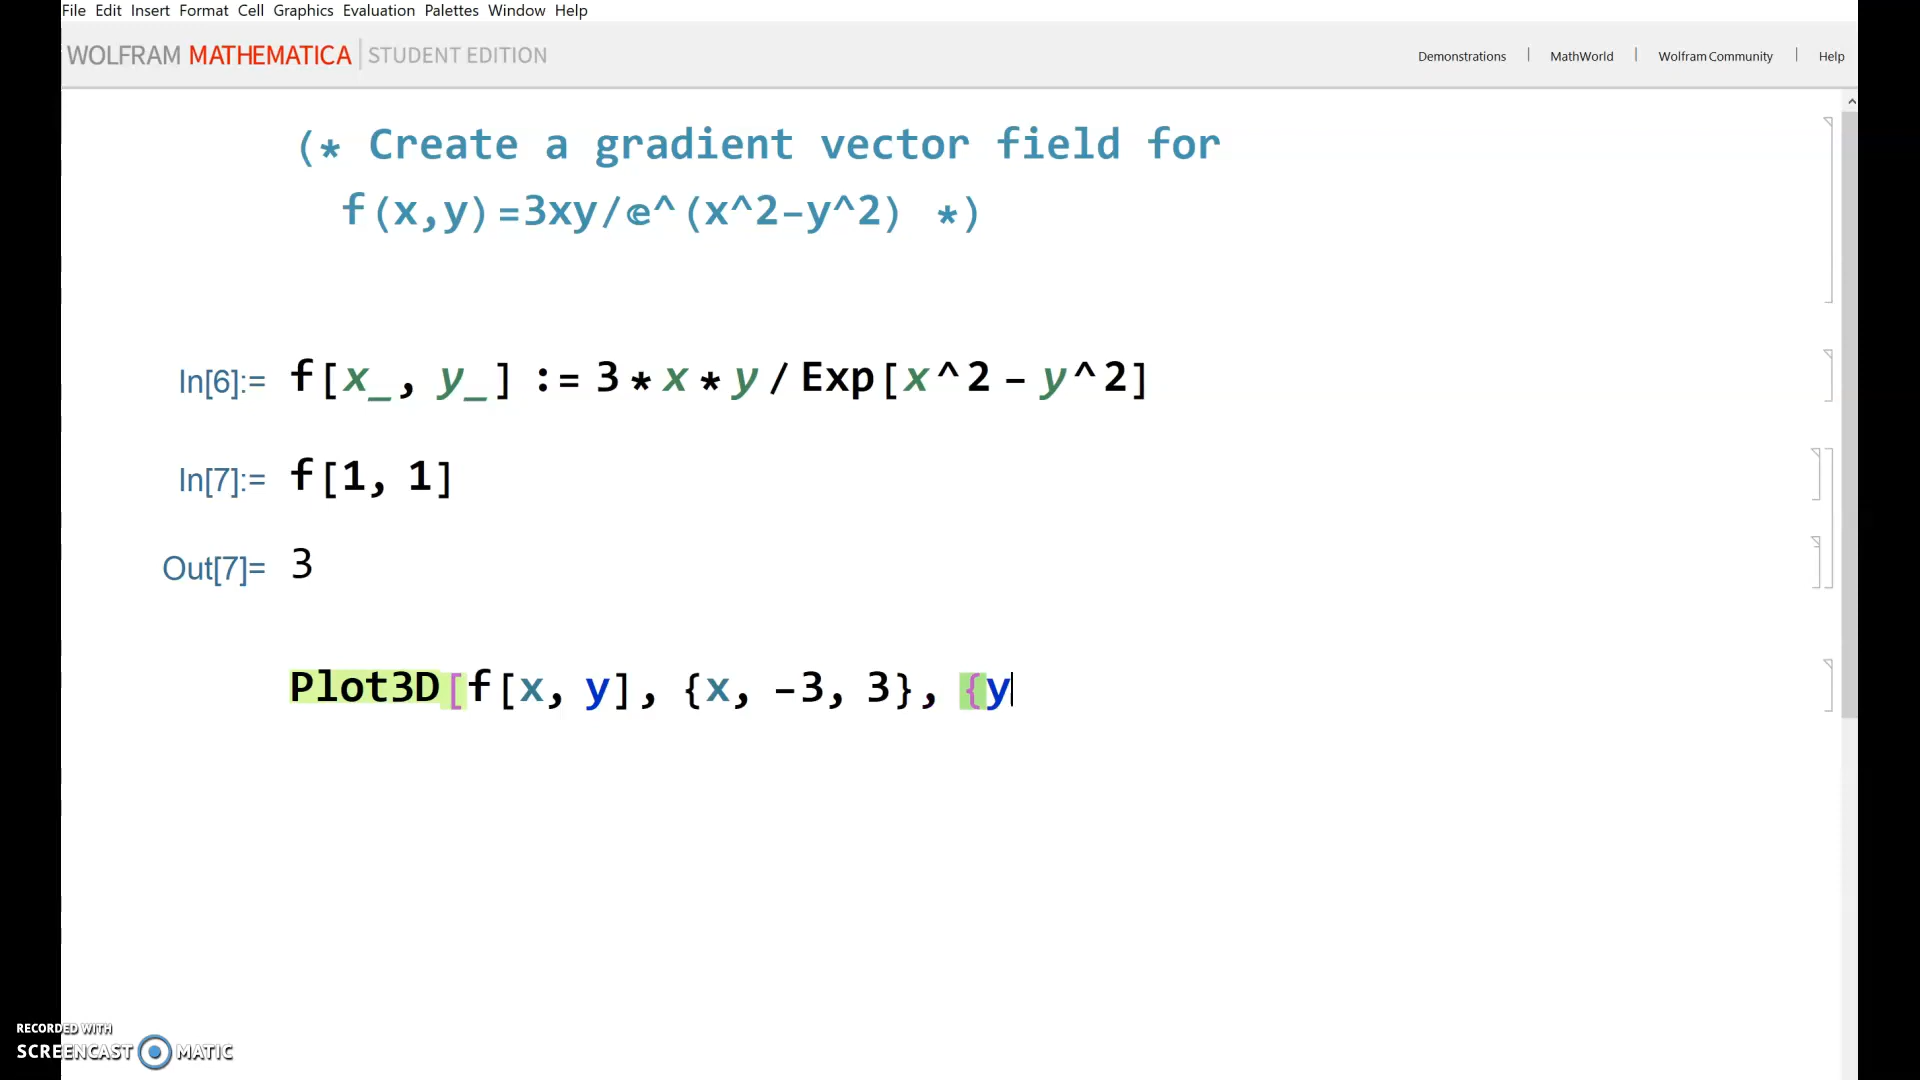 File Edit Insert Format Cell Graphics Evaluation Palettes Window Help
WOLFRAM MATHEMATICA STUDENT EDITION
Demonstrations MathWorld Wolfram Community Help
(* Create a gradient vector field for
f(x,y)=3xy/e^(x^2-y^2) *)
In[6]:= f[x_, y_] := 3*x*y/Exp[x^2-y^2]
In[7]:= f[1, 1]
Out[7]= 3
Plot3D[f[x, y], {x, -3, 3}, {y
RECORDED WITH
SCREENCAST MATIC